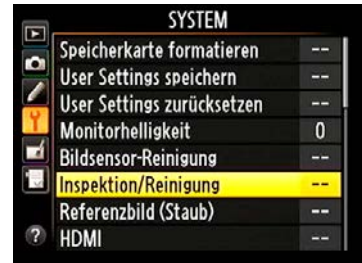 SYSTEM
Speicherkarte formatieren --
User Settings speichern --
User Settings zurücksetzen --
Monitorhelligkeit 0
Bildsensor-Reinigung --
Inspektion/Reinigung --
Referenzbild (Staub) --
? HDMI --